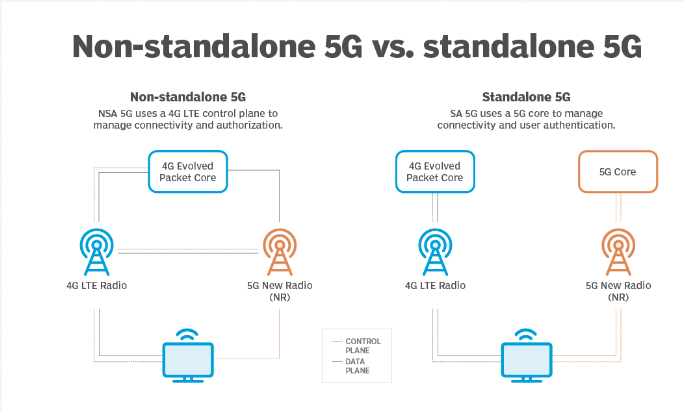 Non-standalone 5G vs. standalone 5G
Non-standalone 5G
NSA 5G uses a 4G LTE control plane to
manage connectivity and authorization.
4G Evolved
Packet Core
4G LTE Radio
5G New Radio
(NR)
Standalone 5G
SA 5G uses a 5G core to manage
connectivity and user authentication.
4G Evolved
Packet Core
5G Core
4G LTE Radio
5G New Radio
(NR)
CONTROL
PLANE
DATA
PLANE